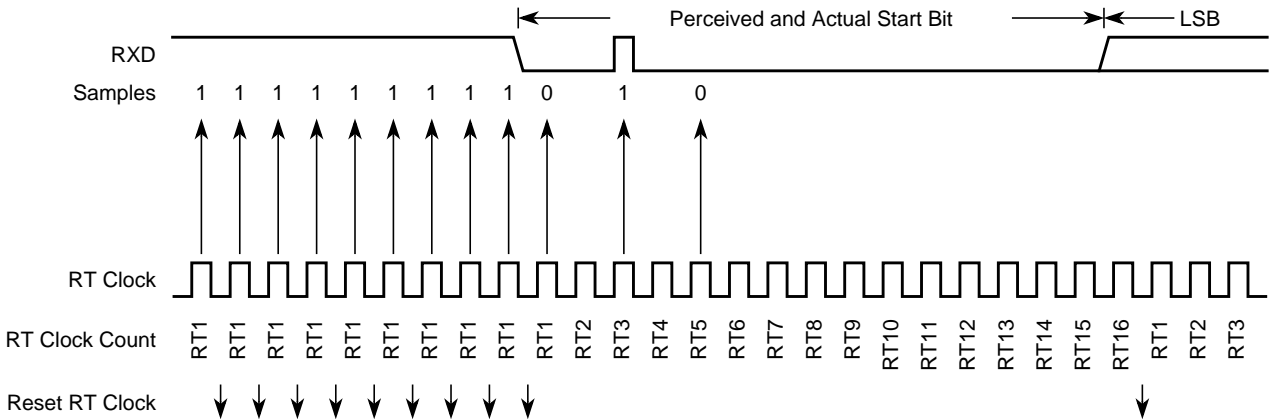 Perceived and Actual Start Bit LSB
RXD
Samples 1 1 1 1 1 1 1 1 1 0 1 0
RT Clock
RT Clock Count RT1 RT1 RT1 RT1 RT1 RT1 RT1 RT1 RT1 RT1 RT2 RT3 RT4 RT5 RT6 RT7 RT8 RT9 RT10 RT11 RT12 RT13 RT14 RT15 RT16 RT1 RT2 RT3
Reset RT Clock